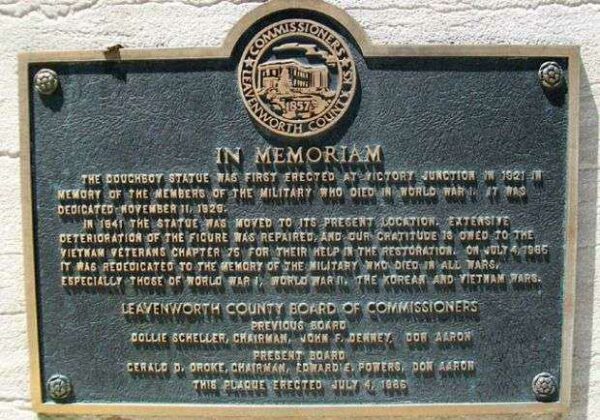 COMMISSIONERS
LEAVENWORTH COUNTY KS.
1857
IN MEMORIAM
THE DOUGHBOY STATUE WAS FIRST ERECTED AT VICTORY JUNCTION IN 1921 IN
MEMORY OF THE MEMBERS OF THE MILITARY WHO DIED IN WORLD WAR I. IT WAS
DEDICATED NOVEMBER 11, 1929.
IN 1941 THE STATUE WAS MOVED TO ITS PRESENT LOCATION. EXTENSIVE
DETERIORATION OF THE FIGURE WAS REPAIRED, AND OUR GRATITUDE IS OWED TO THE
VIETNAM VETERANS CHAPTER 75 FOR THEIR HELP IN THE RESTORATION. ON JULY 4, 1986
IT WAS REDEDICATED TO THE MEMORY OF THE MILITARY WHO DIED IN ALL WARS,
ESPECIALLY THOSE OF WORLD WAR I, WORLD WAR II, THE KOREAN AND VIETNAM WARS.
LEAVENWORTH COUNTY BOARD OF COMMISSIONERS
PREVIOUS BOARD
DOLLIE SCHELLER, CHAIRMAN, JOHN F. DENNEY, DON AARON
PRESENT BOARD
GERALD D. OROKE, CHAIRMAN, EDWARD E. POWERS, DON AARON
THIS PLAQUE ERECTED JULY 4, 1986